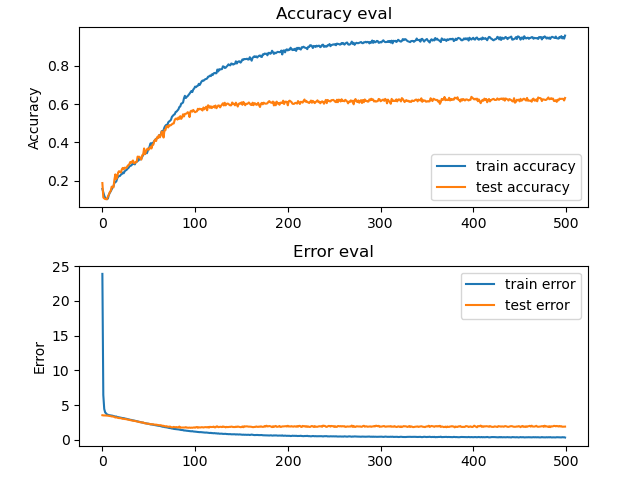 Accuracy eval
Accuracy
0.8
0.6
0.4
0.2
train accuracy
test accuracy
0 100 200 300 400 500
Error eval
Error
25
20
15
10
5
0
train error
test error
0 100 200 300 400 500